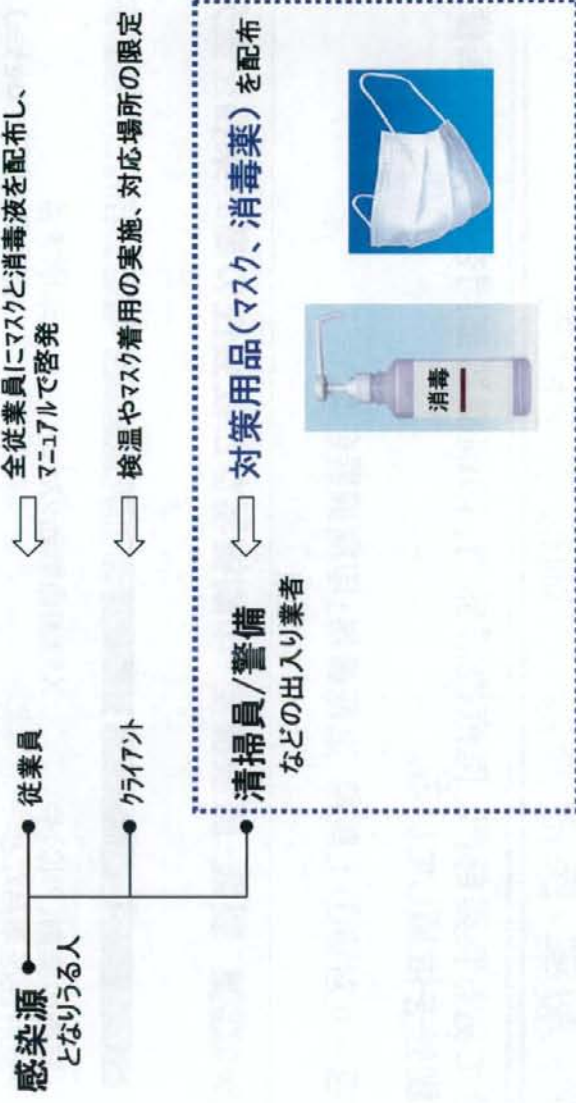 感染源
となりうる人
従業員
全従業員にマスクと消毒液を配布し、
マニュアルで啓発
クライアント
検温やマスク着用の実施、対応場所の限定
清掃員/警備
などの出入り業者
対策用品(マスク、消毒薬)を配布
消毒